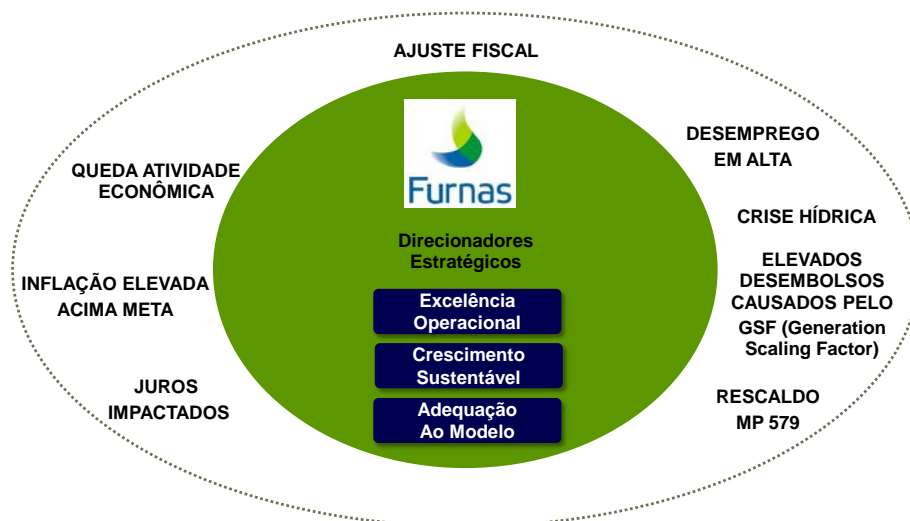 AJUSTE FISCAL
QUEDA ATIVIDADE
ECONÔMICA
INFLAÇÃO ELEVADA
ACIMA META
JUROS
IMPACTADOS
Furnas
Direcionadores
Estratégicos
Excelência
Operacional
Crescimento
Sustentável
Adequação
Ao Modelo
DESEMPREGO
EM ALTA
CRISE HÍDRICA
ELEVADOS
DESEMBOLSOS
CAUSADOS PELO
GSF (Generation
Scaling Factor)
RESCALDO
MP 579